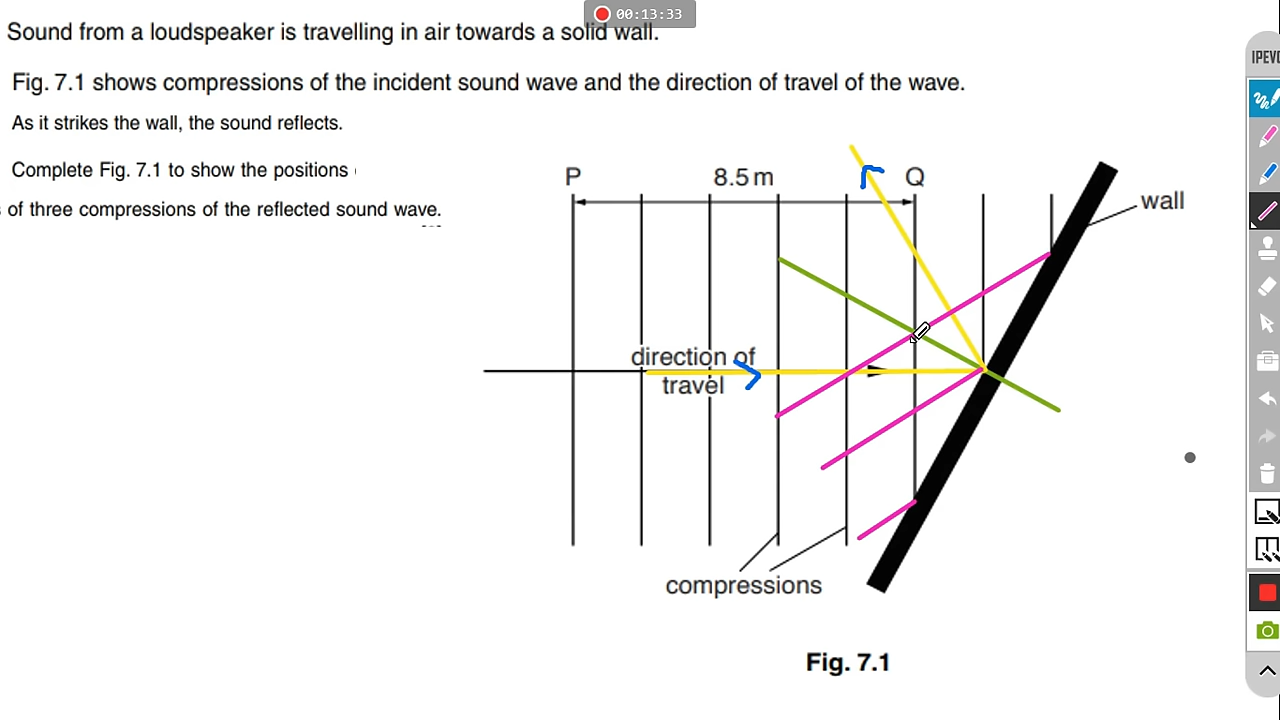 00:13:33
Sound from a loudspeaker is travelling in air towards a solid wall.
Fig. 7.1 shows compressions of the incident sound wave and the direction of travel of the wave.
As it strikes the wall, the sound reflects.
Complete Fig. 7.1 to show the positions
of three compressions of the reflected sound wave.
P
8.5 m
Q
wall
direction of
travel
compressions
Fig. 7.1
IPEVO